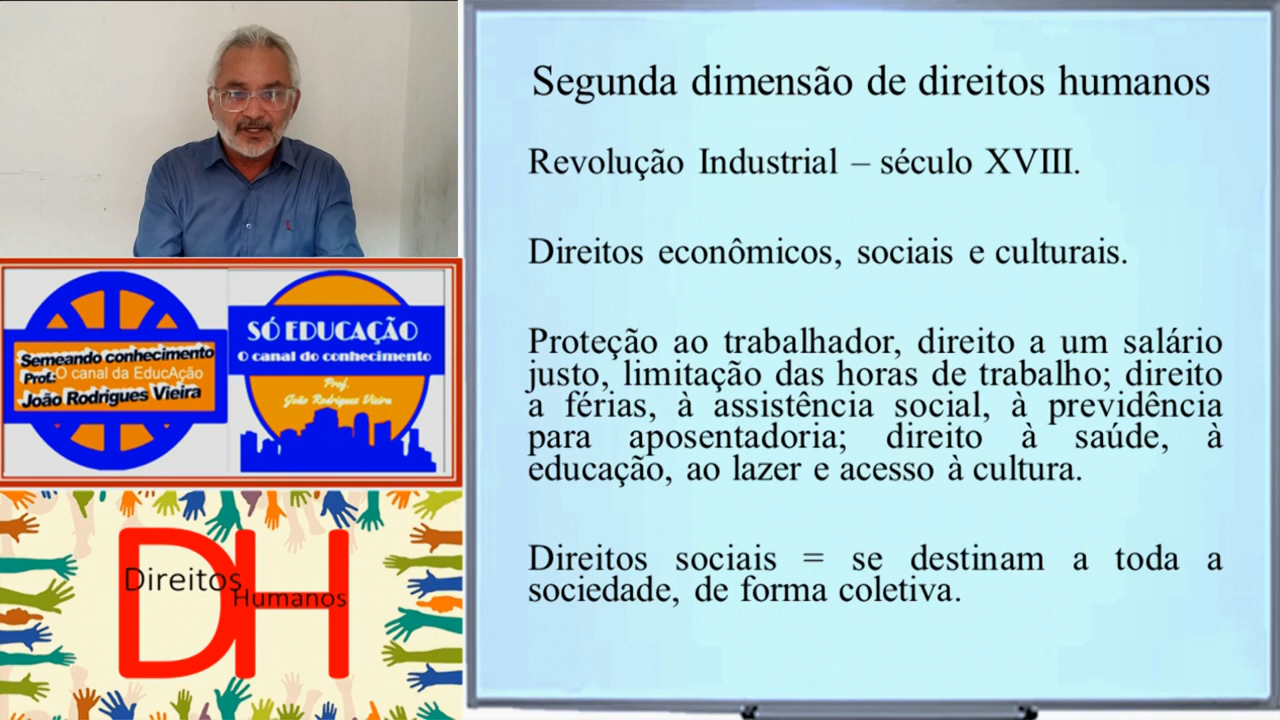 Segunda dimensão de direitos humanos
Revolução Industrial – século XVIII.
Direitos econômicos, sociais e culturais.
Proteção ao trabalhador, direito a um salário
justo, limitação das horas de trabalho; direito
a férias, à assistência social, à previdência
para aposentadoria; direito à saúde, à
educação, ao lazer e acesso à cultura.
Direitos sociais = se destinam a toda a
sociedade, de forma coletiva.
Semeando conhecimento
Prof.: O canal da EducAção
João Rodrigues Vieira
SÓ EDUCAÇÃO
O canal do conhecimento
Prof.
João Rodrigues Vieira
DH
Direitos
Humanos